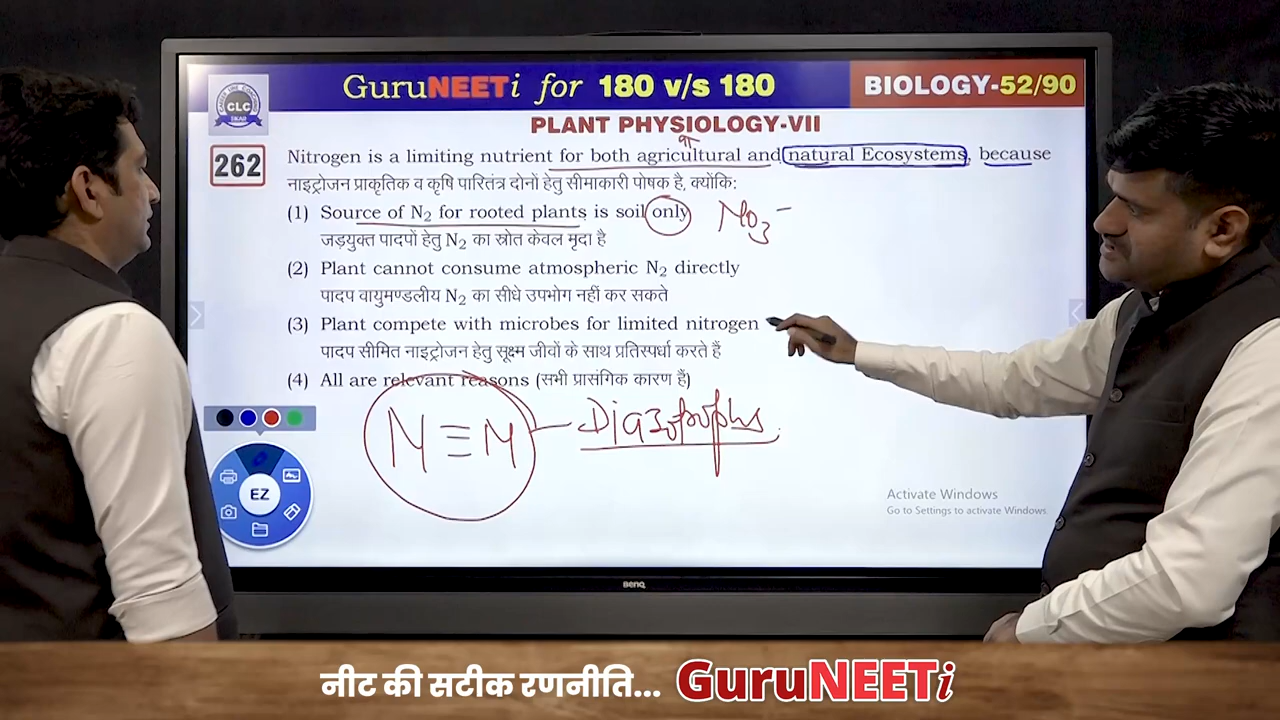 GuruNEETi for 180 v/s 180
BIOLOGY-52/90
CLC
PLANT PHYSIOLOGY-VII
262
Nitrogen is a limiting nutrient for both agricultural and natural Ecosystems, because
नाइट्रोजन प्राकृतिक व कृषि पारितंत्र दोनों हेतु सीमाकारी पोषक है, क्योंकि:
(1) Source of N₂ for rooted plants is soil only NO₃⁻
जड़युक्त पादपों हेतु N₂ का स्रोत केवल मृदा है
(2) Plant cannot consume atmospheric N₂ directly
पादप वायुमण्डलीय N₂ का सीधे उपभोग नहीं कर सकते
(3) Plant compete with microbes for limited nitrogen
पादप सीमित नाइट्रोजन हेतु सूक्ष्म जीवों के साथ प्रतिस्पर्धा करते हैं
(4) All are relevant reasons (सभी प्रासंगिक कारण हैं)
N≡N Diazotrophs
EZ
Activate Windows
Go to Settings to activate Windows.
BenQ
नीट की सटीक रणनीति... GuruNEETi